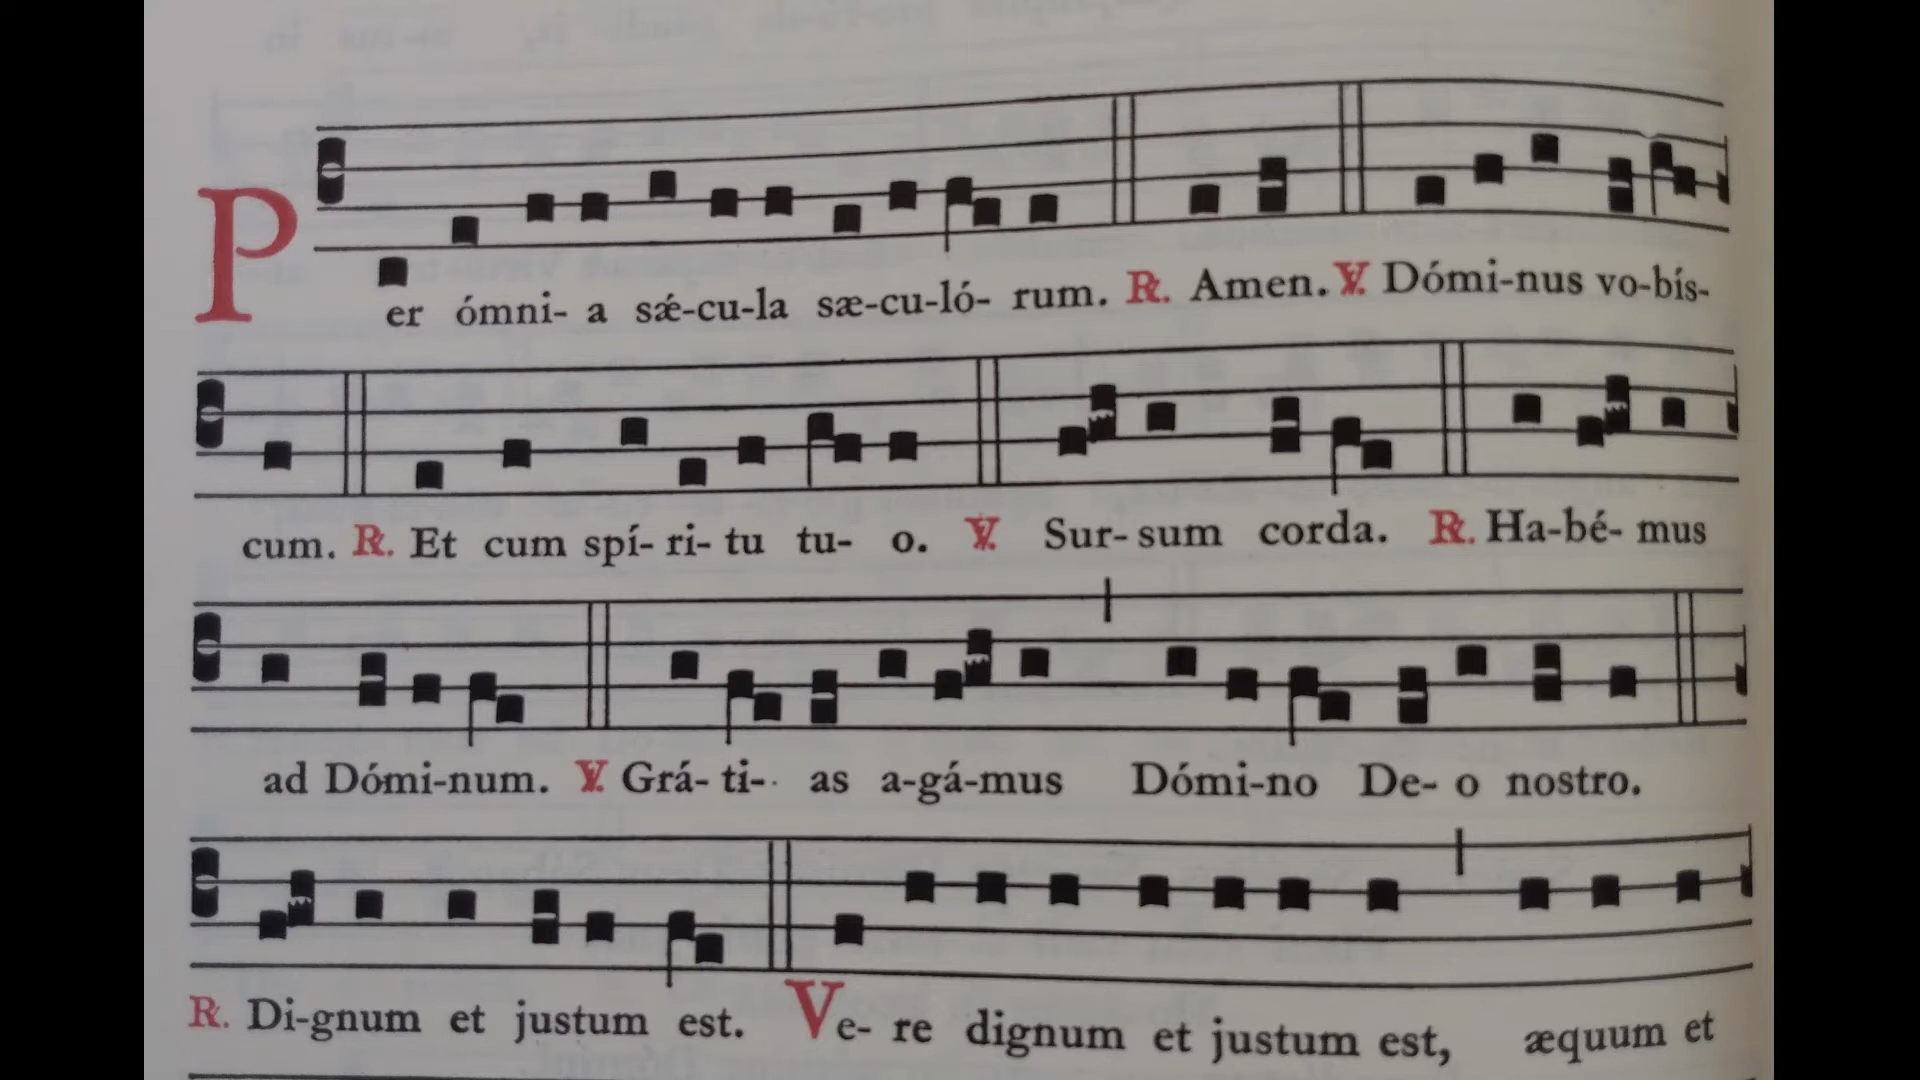 Per ómni- a sǽ-cu-la sæ-cu-ló- rum. ℟. Amen. ℣. Dómi-nus vo-bís-
cum. ℟. Et cum spí- ri- tu tu- o. ℣. Sur- sum corda. ℟. Ha-bé- mus
ad Dómi-num. ℣. Grá- ti- as a-gá-mus Dómi-no De- o nostro.
℟. Di-gnum et justum est. Ve- re dignum et justum est, æquum et